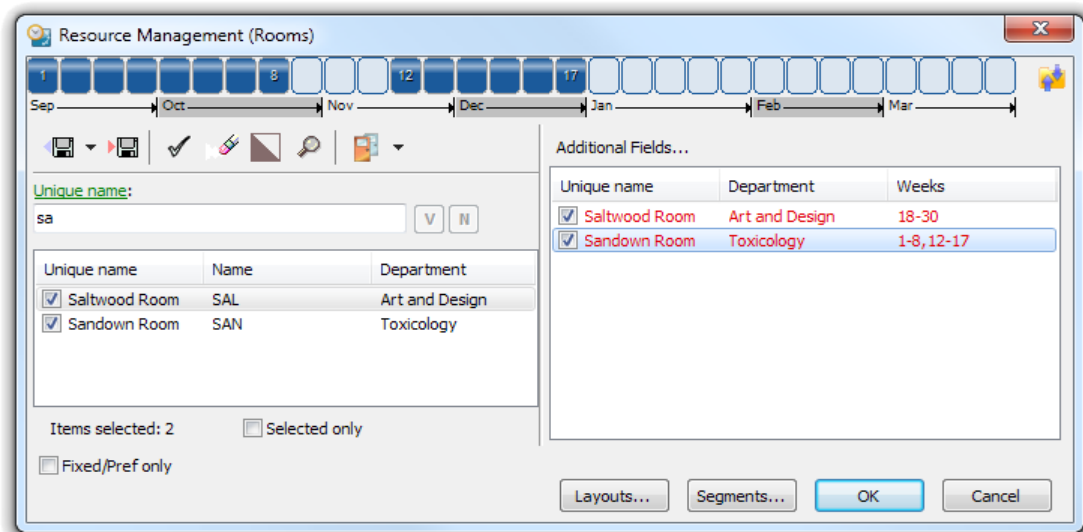 Resource Management (Rooms)
1 8 12 17
Sep Oct Nov Dec Jan Feb Mar
Additional Fields...
Unique name:
sa
V N
Unique name Name Department
Saltwood Room SAL Art and Design
Sandown Room SAN Toxicology
Items selected: 2 Selected only
Fixed/Pref only
Unique name Department Weeks
Saltwood Room Art and Design 18-30
Sandown Room Toxicology 1-8,12-17
Layouts... Segments... OK Cancel